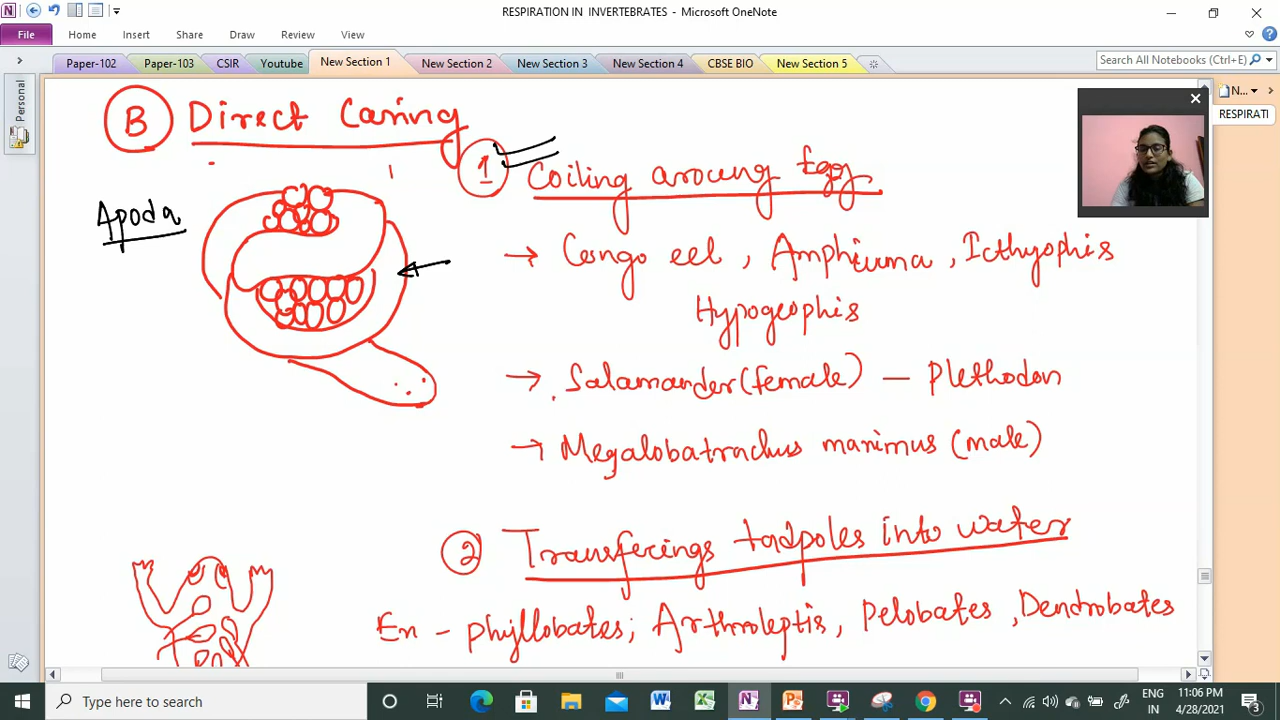 RESPIRATION IN INVERTEBRATES - Microsoft OneNote
File Home Insert Share Draw Review View
Paper-102 Paper-103 CSIR Youtube New Section 1 New Section 2 New Section 3 New Section 4 CBSE BIO New Section 5 Search All Notebooks (Ctrl+E)
N...
Personal
RESPIRATI
B Direct Caring
1 Coiling aroung Egg
Apoda
→ Congo eel, Amphiuma, Icthyophis
Hypogeophis
→ Salamander(female) — Plethodon
→ Megalobatrachus maximus (male)
2 Transferings tadpoles into water
Ex - phyllobates; Arthroleptis, Pelobates, Dendrobates
Type here to search
ENG
IN
11:06 PM
4/28/2021
3